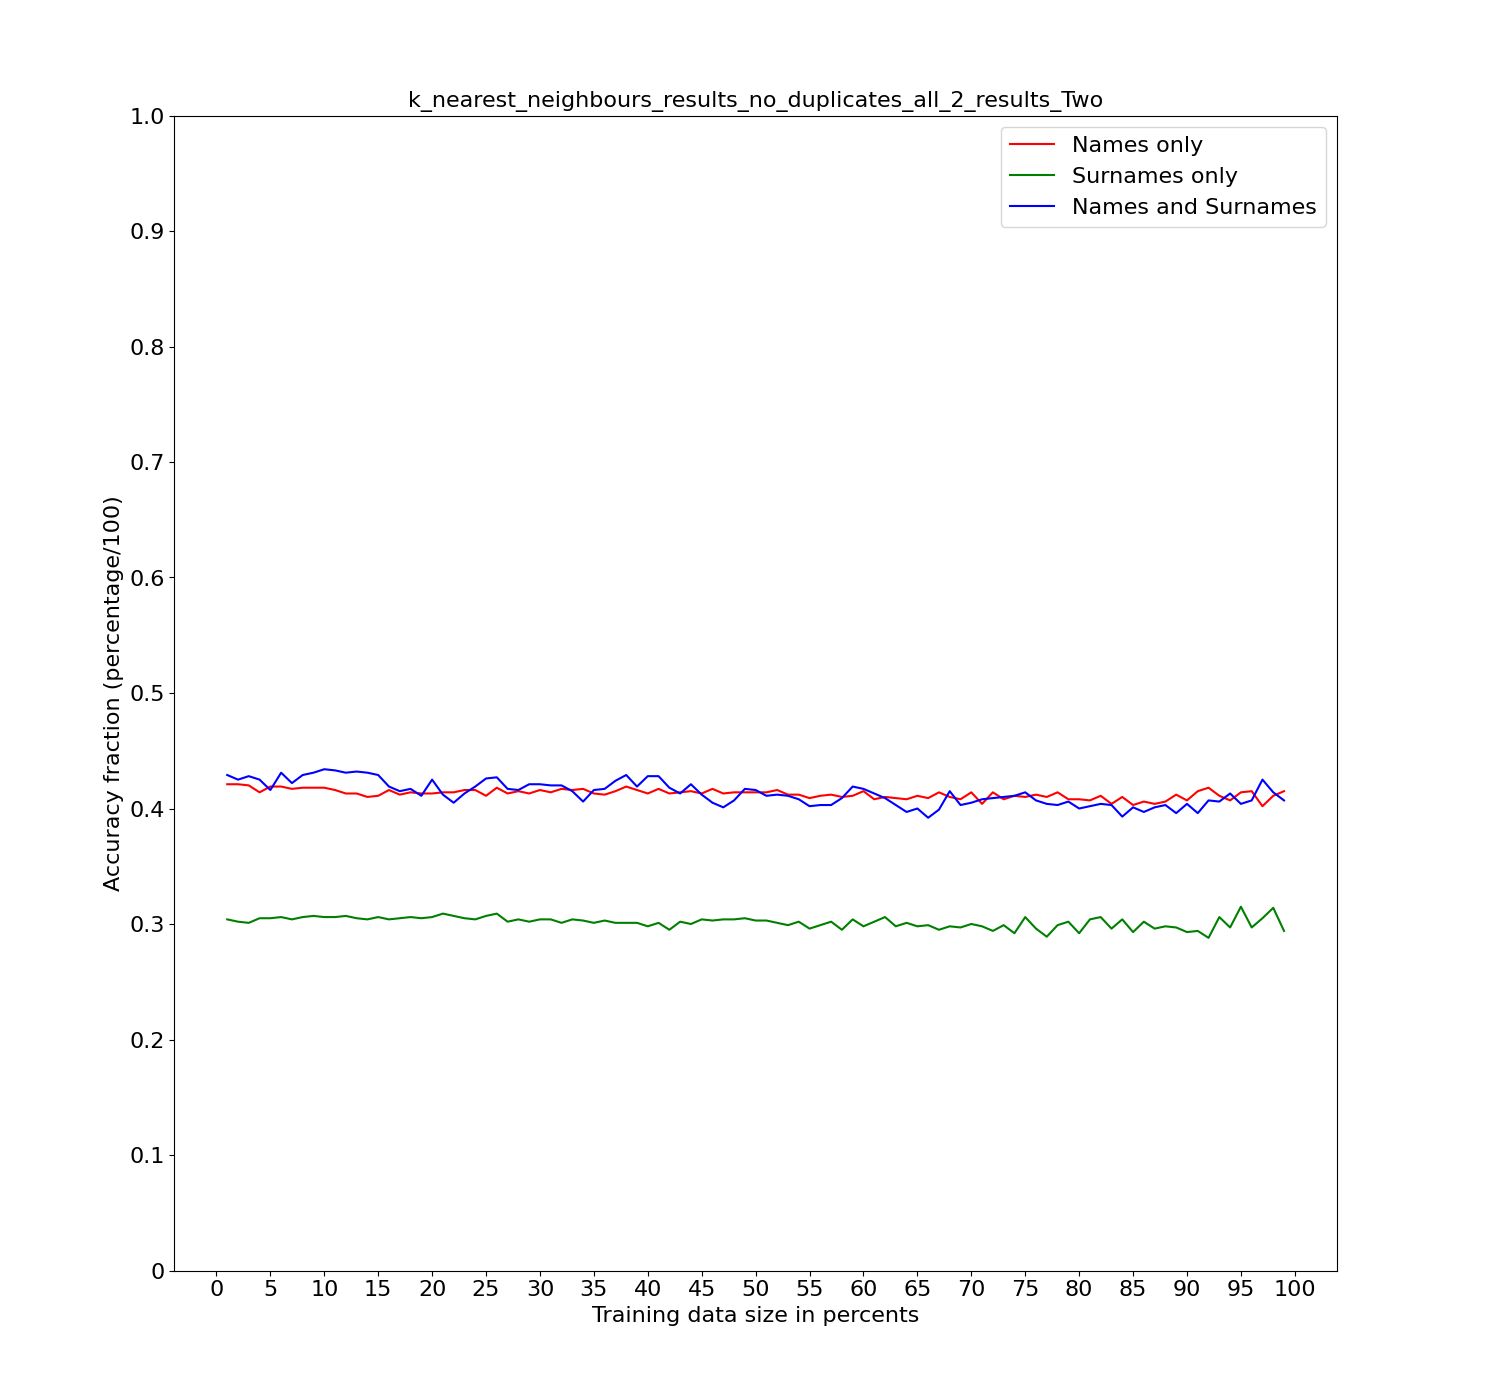 k_nearest_neighbours_results_no_duplicates_all_2_results_Two
Names only
Surnames only
Names and Surnames
1.0
0.9
0.8
0.7
0.6
0.5
0.4
0.3
0.2
0.1
0
Accuracy fraction (percentage/100)
0 5 10 15 20 25 30 35 40 45 50 55 60 65 70 75 80 85 90 95 100
Training data size in percents